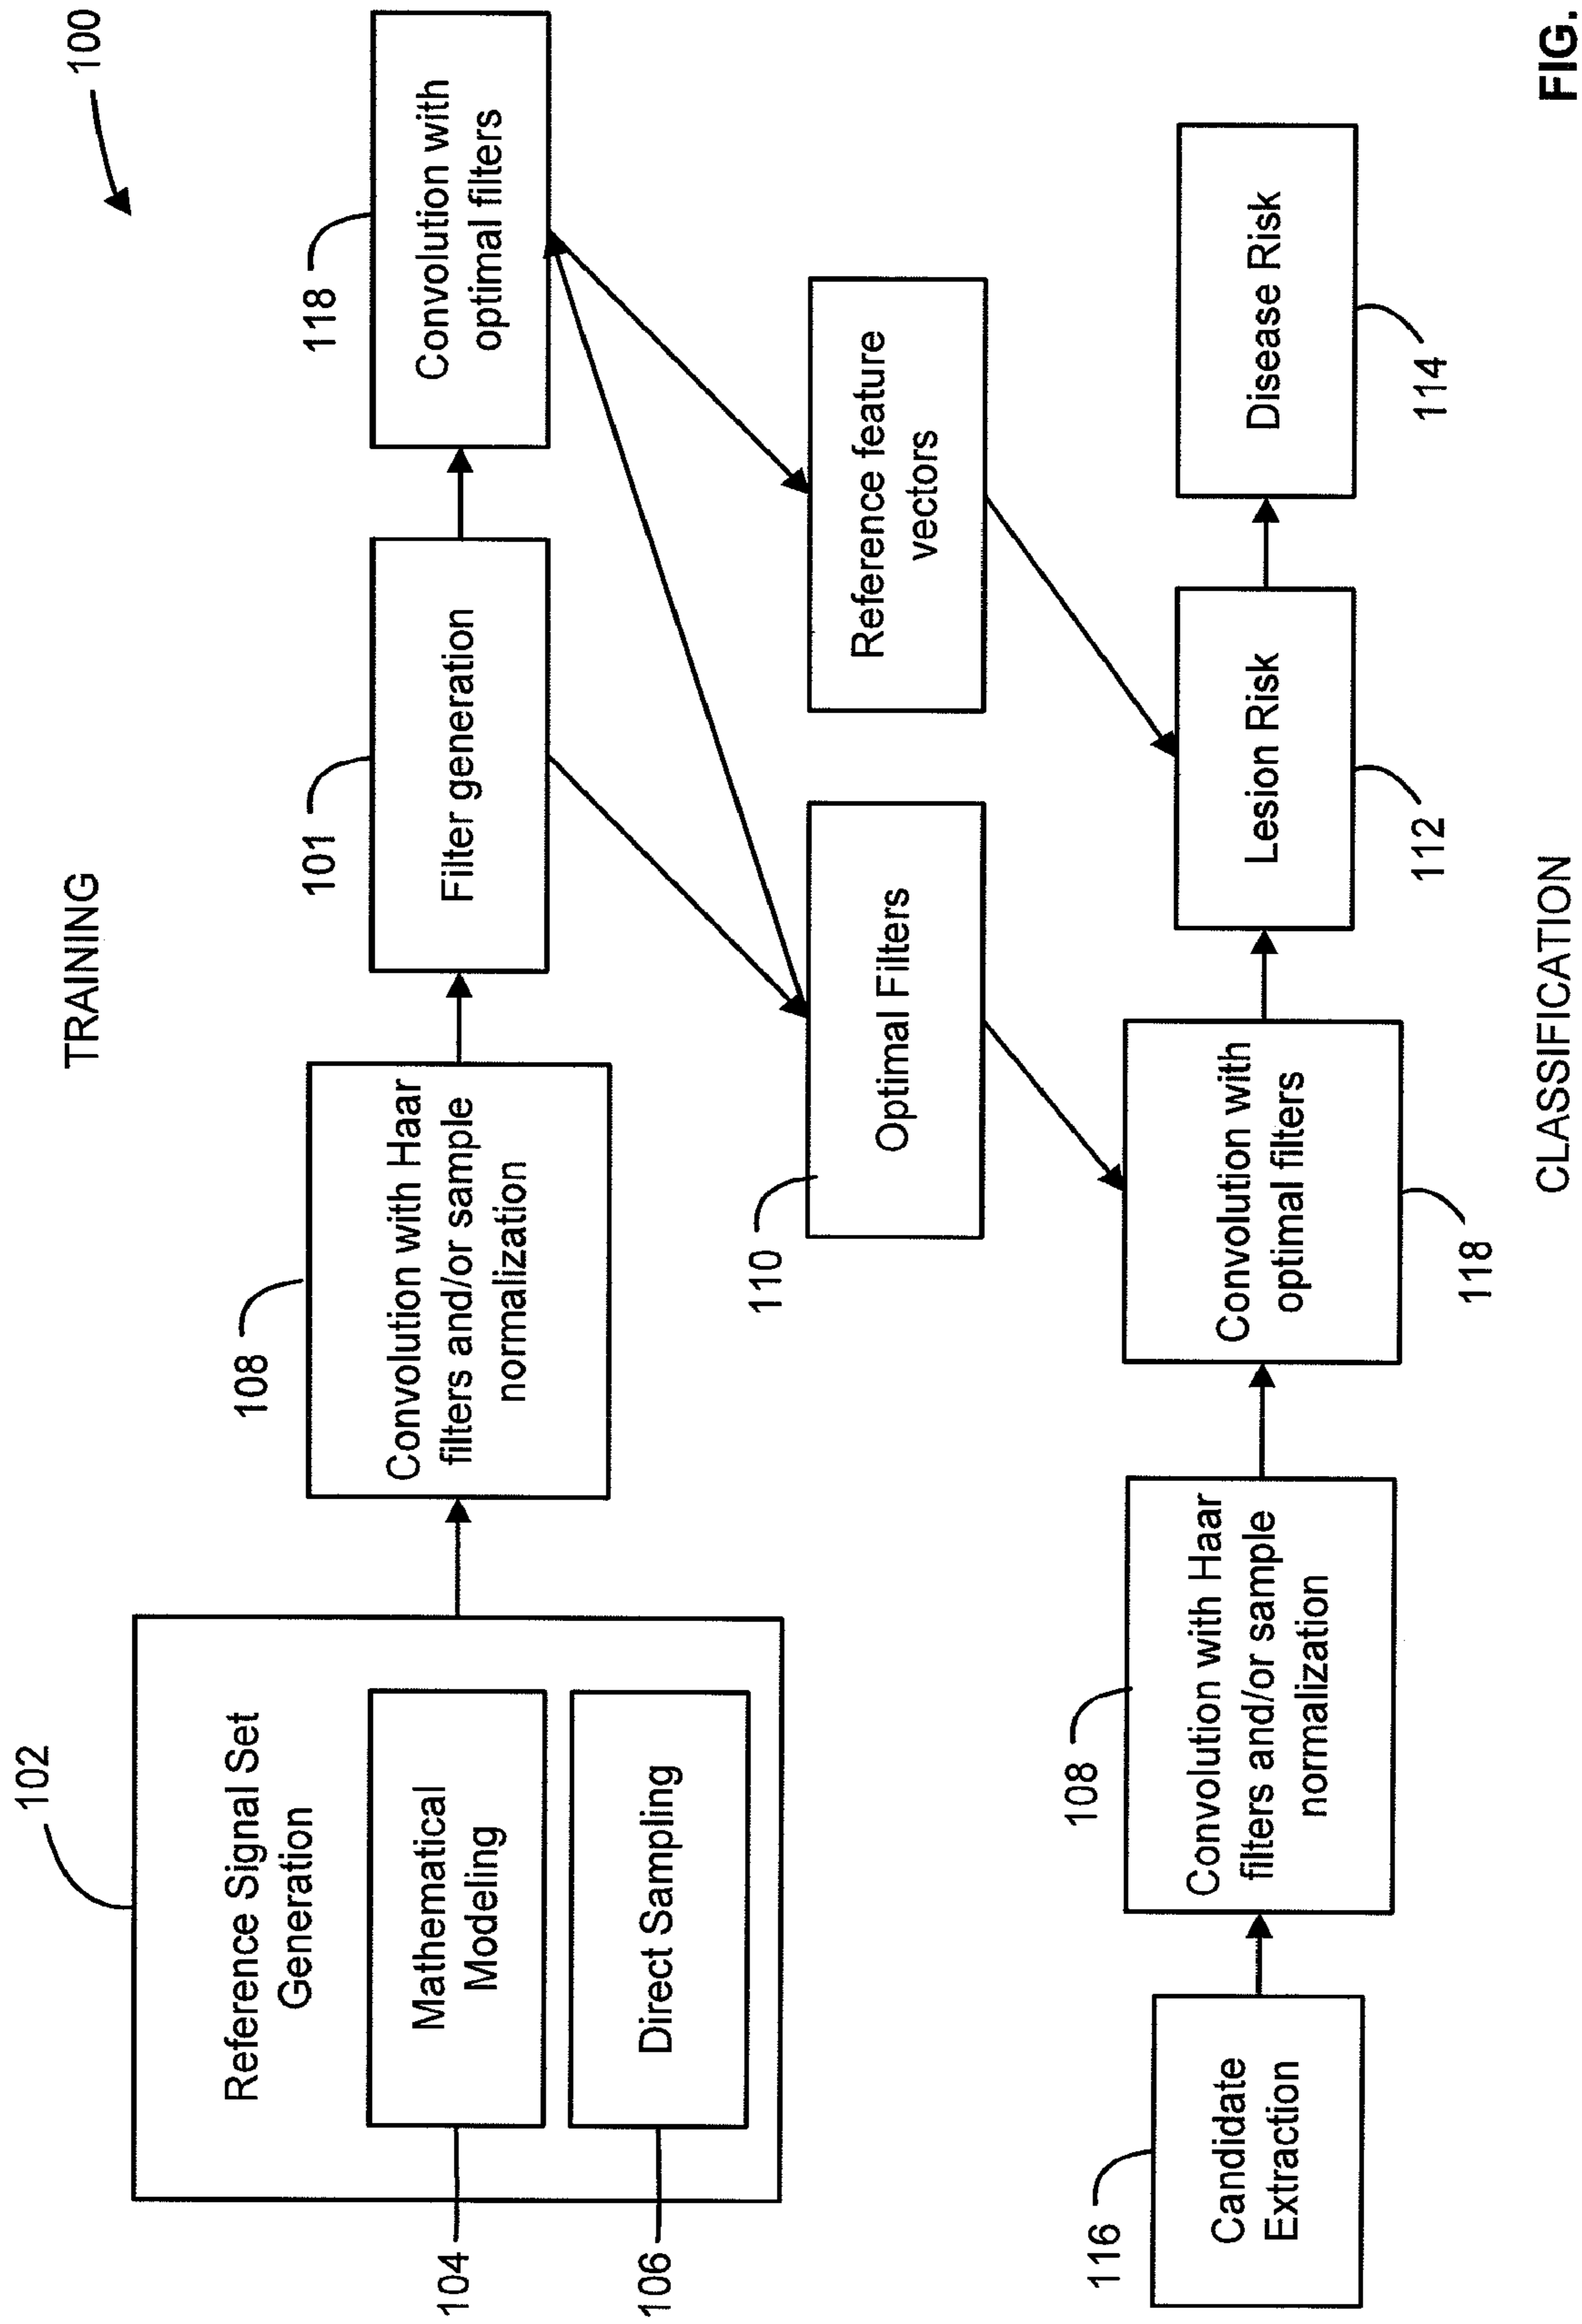 TRAINING
100
102
Reference Signal Set
Generation
Mathematical
Modeling
104
Direct Sampling
106
108
Convolution with Haar
filters and/or sample
normalization
101
Filter generation
118
Convolution with
optimal filters
110
Optimal Filters
Reference feature
vectors
116
Candidate
Extraction
108
Convolution with Haar
filters and/or sample
normalization
Convolution with
optimal filters
118
Lesion Risk
112
Disease Risk
114
CLASSIFICATION
FIG.